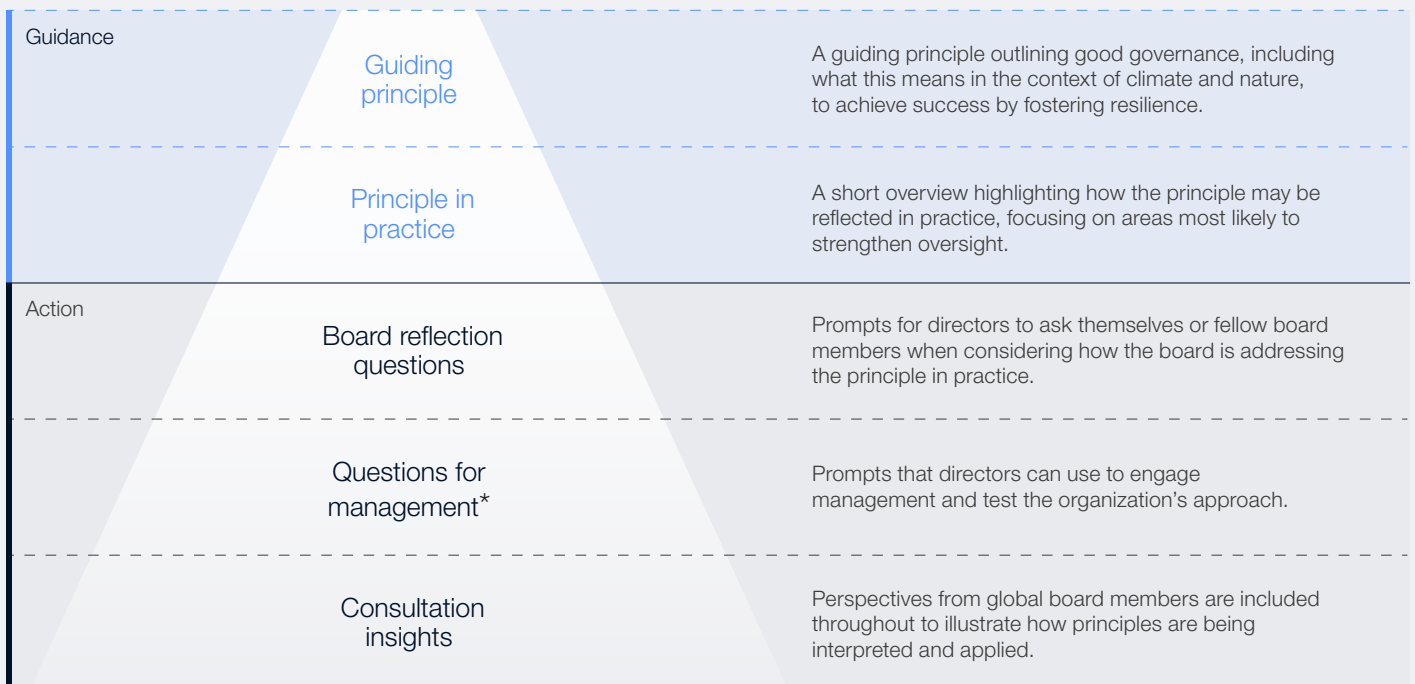 Guidance
Guiding
principle
A guiding principle outlining good governance, including
what this means in the context of climate and nature,
to achieve success by fostering resilience.
Principle in
practice
A short overview highlighting how the principle may be
reflected in practice, focusing on areas most likely to
strengthen oversight.
Action
Board reflection
questions
Prompts for directors to ask themselves or fellow board
members when considering how the board is addressing
the principle in practice.
Questions for
management*
Prompts that directors can use to engage
management and test the organization’s approach.
Consultation
insights
Perspectives from global board members are included
throughout to illustrate how principles are being
interpreted and applied.